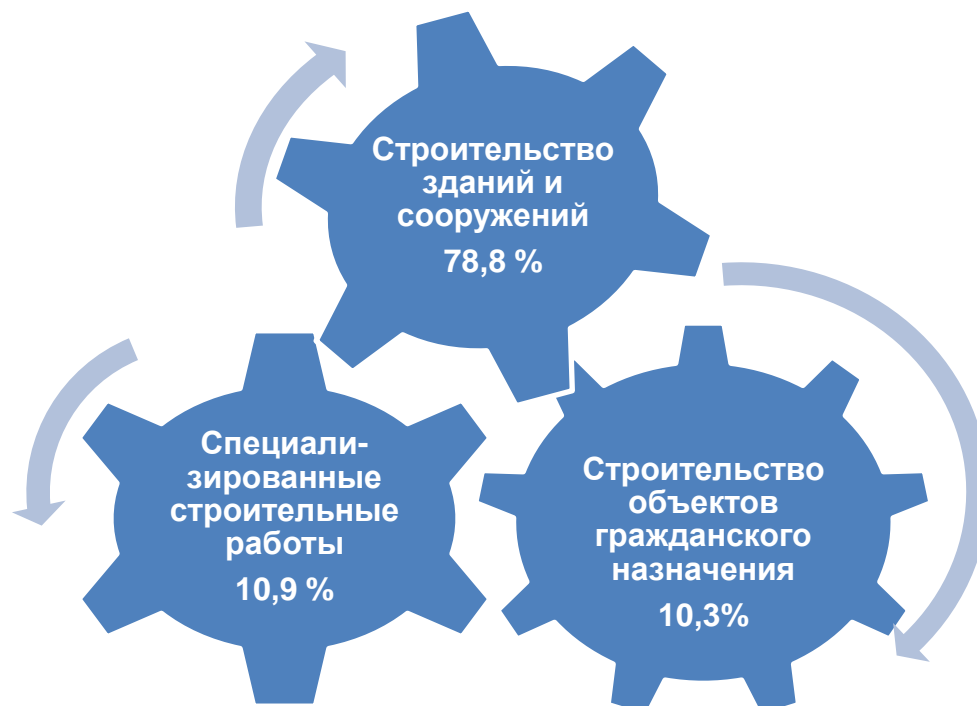 Строительство
зданий и
сооружений
78,8 %
Специали-
зированные
строительные
работы
10,9 %
Строительство
объектов
гражданского
назначения
10,3%